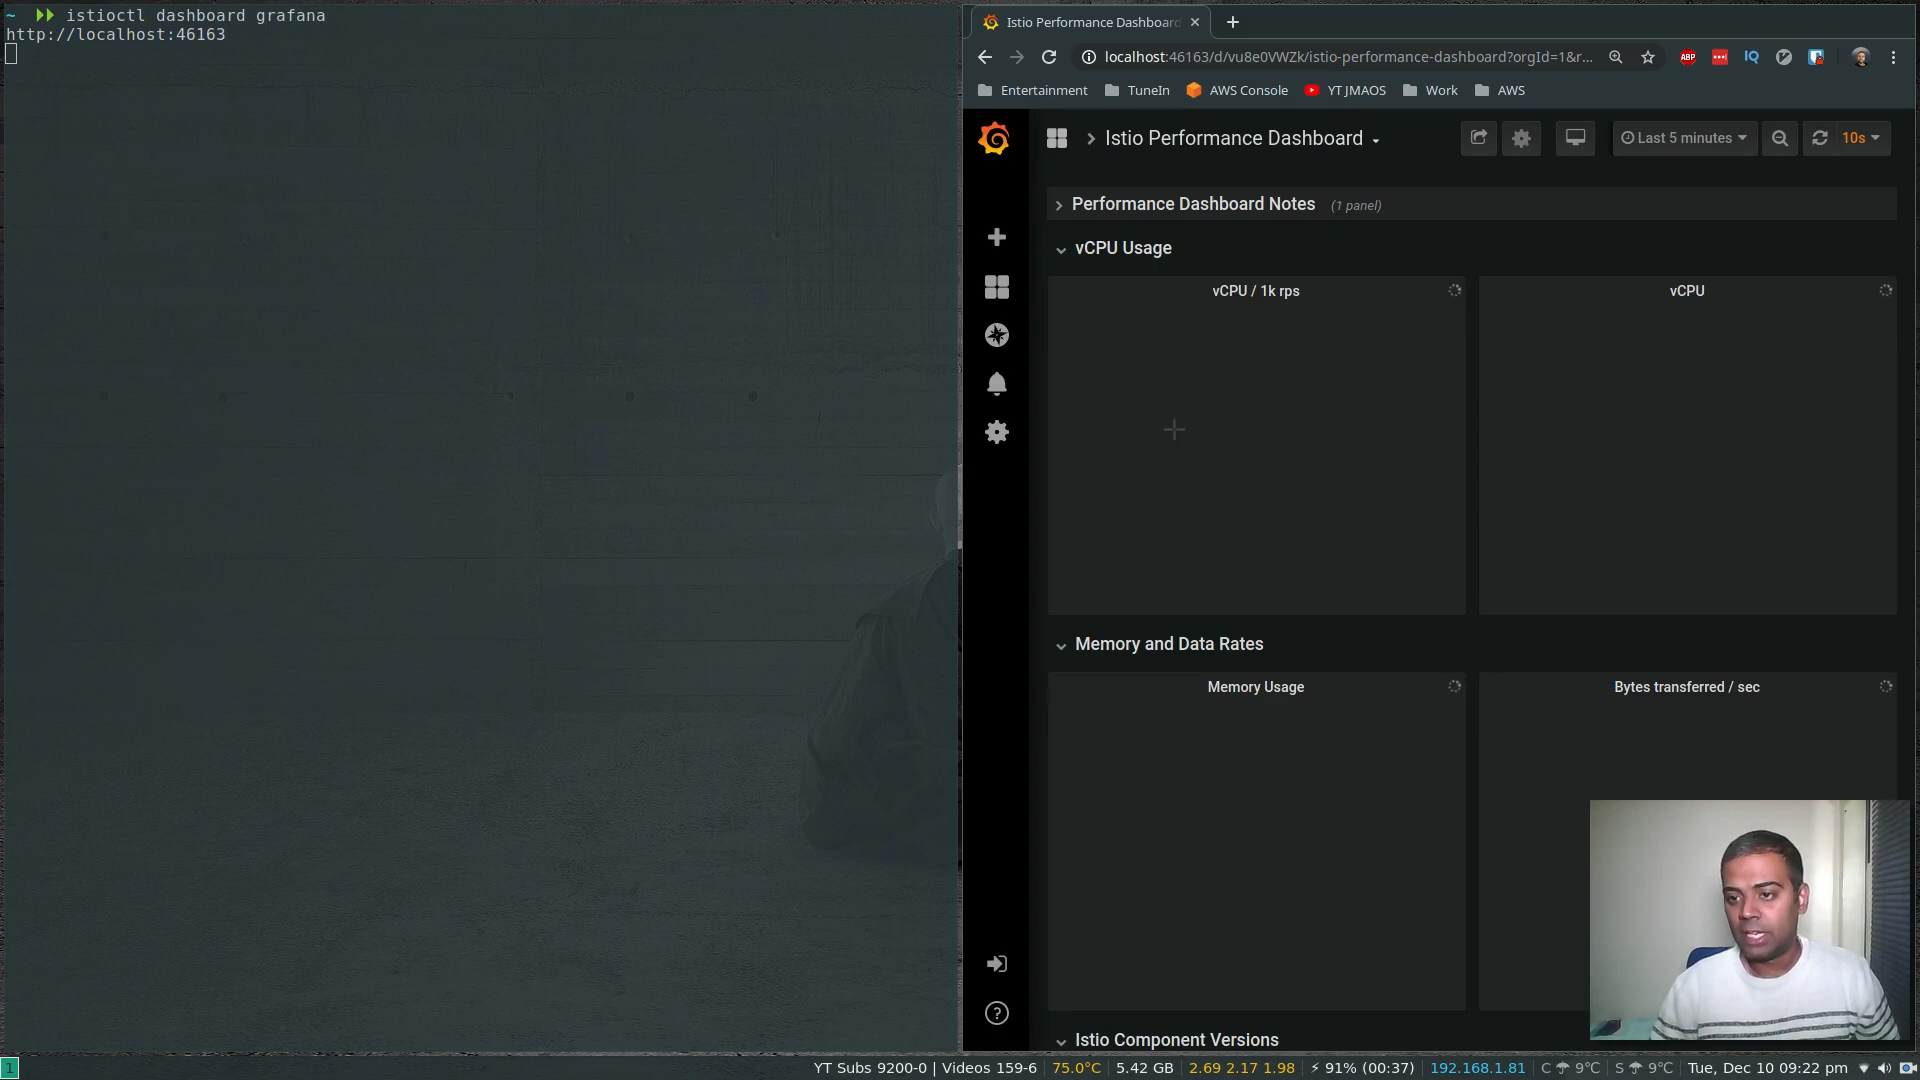 ~ istioctl dashboard grafana
http://localhost:46163
Istio Performance Dashboard
localhost:46163/d/vu8e0VWZk/istio-performance-dashboard?orgId=1&r...
ABP
IQ
Entertainment
TuneIn
AWS Console
YT JMAOS
Work
AWS
Istio Performance Dashboard
Last 5 minutes
10s
Performance Dashboard Notes (1 panel)
vCPU Usage
vCPU / 1k rps
vCPU
Memory and Data Rates
Memory Usage
Bytes transferred / sec
Istio Component Versions
1
YT Subs 9200-0 | Videos 159-6 75.0°C 5.42 GB 2.69 2.17 1.98 ⚡ 91% (00:37) 192.168.1.81 C ☂ 9℃ S ☂ 9℃ Tue, Dec 10 09:22 pm